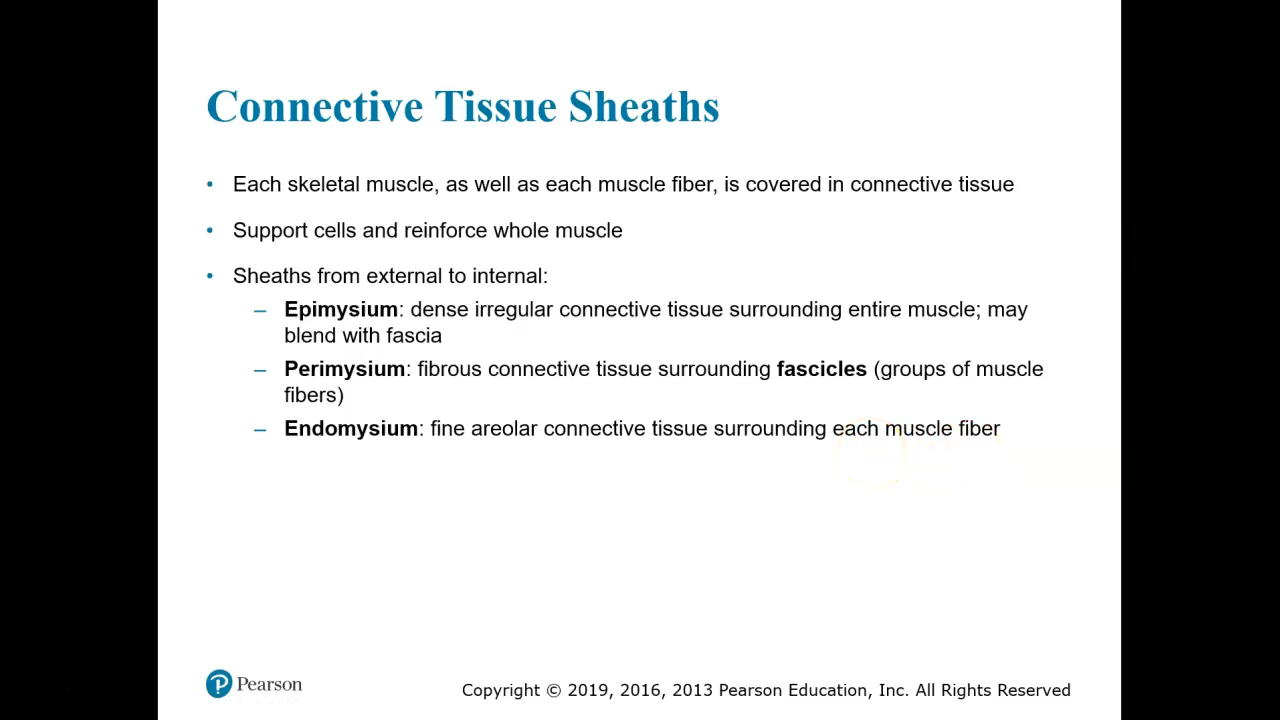 Connective Tissue Sheaths
• Each skeletal muscle, as well as each muscle fiber, is covered in connective tissue
• Support cells and reinforce whole muscle
• Sheaths from external to internal:
– Epimysium: dense irregular connective tissue surrounding entire muscle; may
blend with fascia
– Perimysium: fibrous connective tissue surrounding fascicles (groups of muscle
fibers)
– Endomysium: fine areolar connective tissue surrounding each muscle fiber
Pearson
Copyright © 2019, 2016, 2013 Pearson Education, Inc. All Rights Reserved